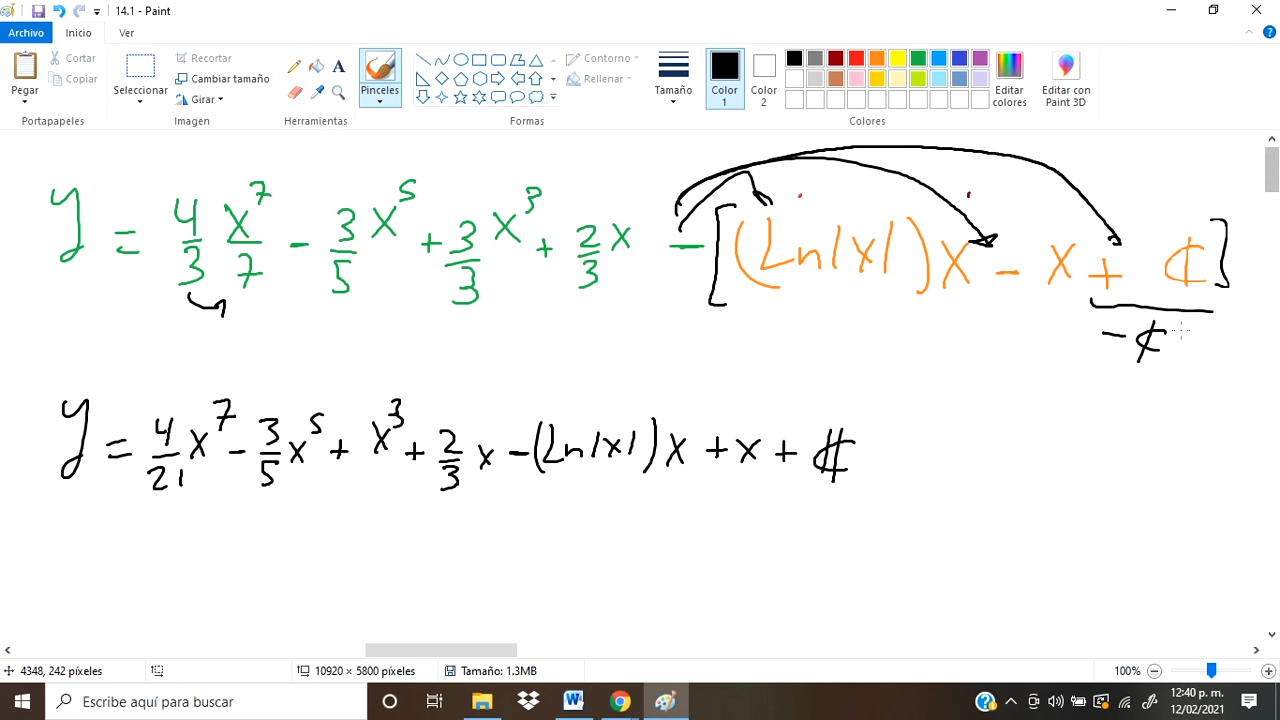 14.1 - Paint
Archivo Inicio Ver
Pegar
Cortar
Copiar
Portapapeles
Seleccionar
Recortar
Cambiar tamaño
Girar
Imagen
A
Herramientas
Pinceles
Formas
Contorno
Rellenar
Tamaño
Color 1
Color 2
Editar colores
Colores
Editar con Paint 3D
y = 4/3 x^7/7 - 3/5 x^5 + 3/3 x^3 + 2/3 x - [(Ln|x|)x - x + ₵]
- ₵
y = 4/21 x^7 - 3/5 x^5 + x^3 + 2/3 x - (Ln|x|)x + x + ₵
4348, 242 píxeles 10920 × 5800 píxeles Tamaño: 1.3MB 100%
Escribe aquí para buscar
12:40 p. m.
12/02/2021